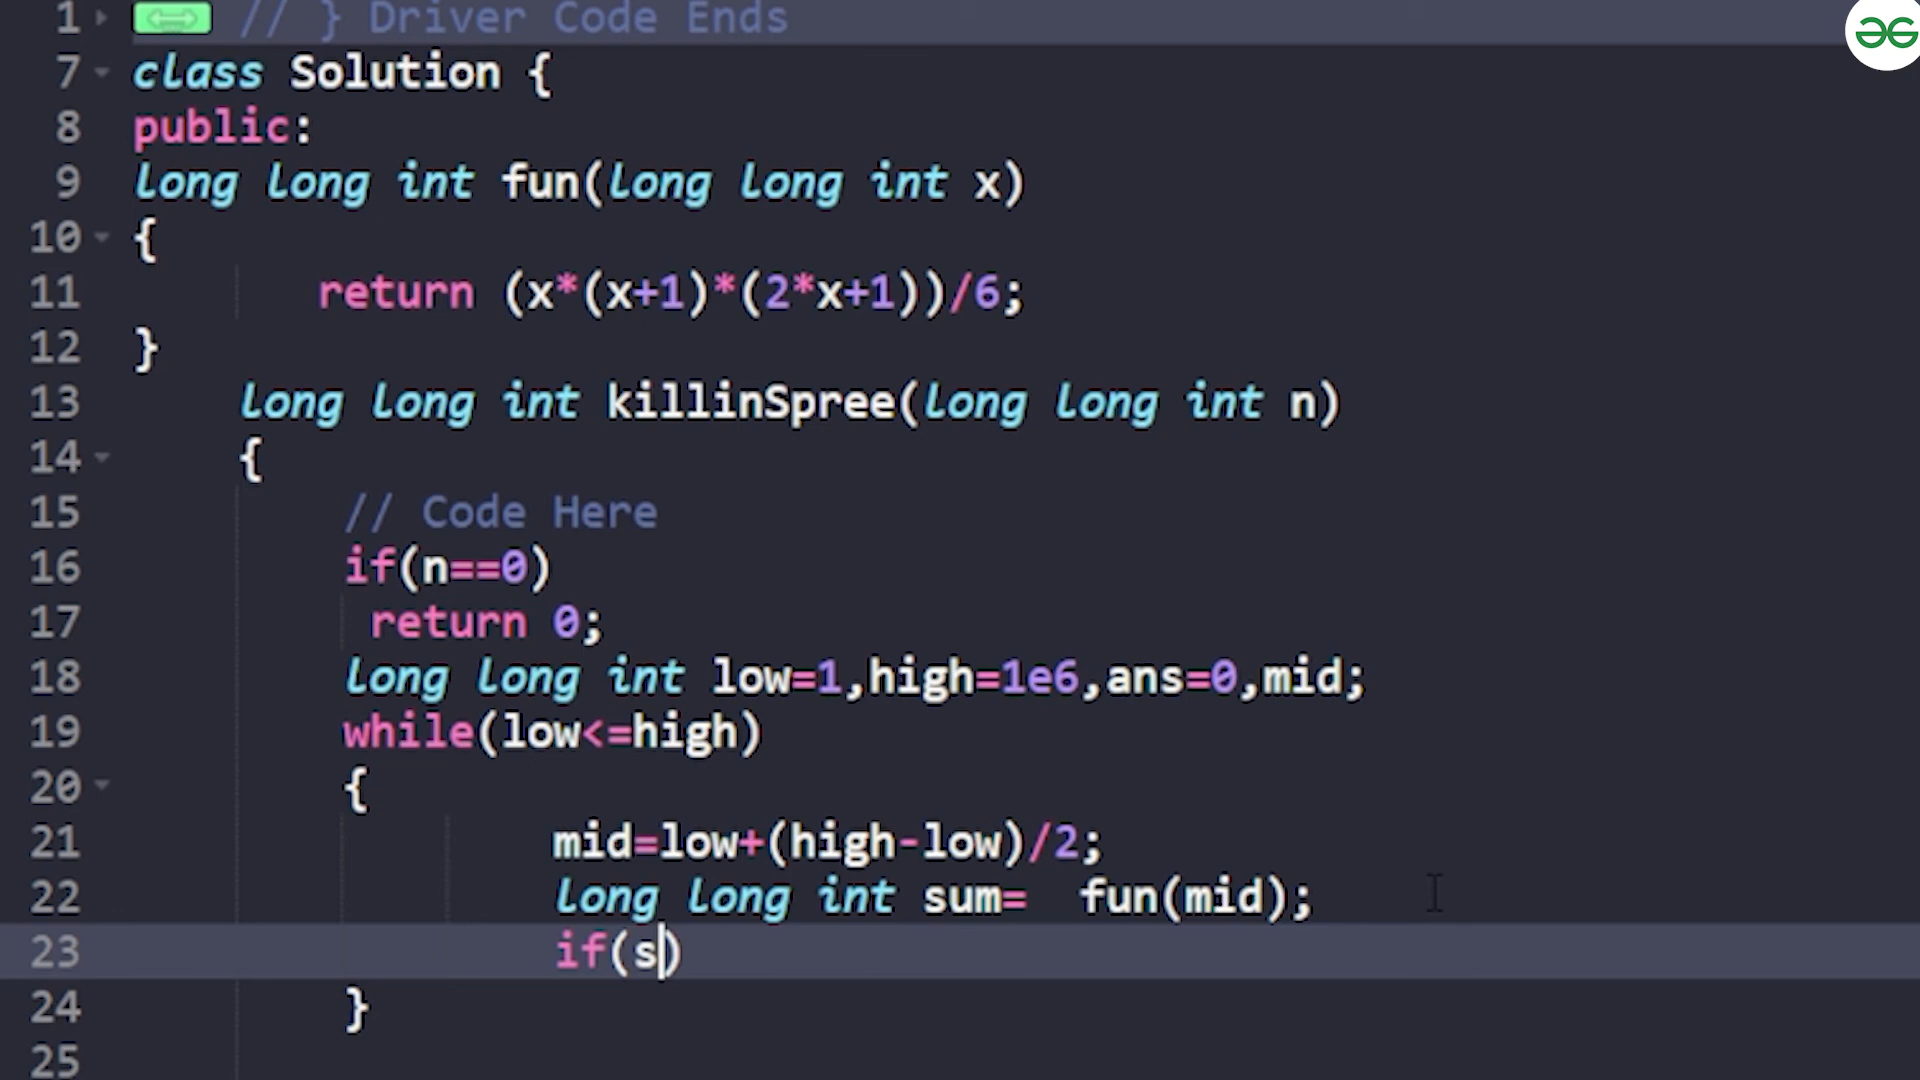 1 // } Driver Code Ends
7 class Solution {
8 public:
9 long long int fun(long long int x)
10 {
11 return (x*(x+1)*(2*x+1))/6;
12 }
13 long long int killinSpree(long long int n)
14 {
15 // Code Here
16 if(n==0)
17 return 0;
18 long long int low=1,high=1e6,ans=0,mid;
19 while(low<=high)
20 {
21 mid=low+(high-low)/2;
22 long long int sum=  fun(mid);
23 if(s)
24 }
25